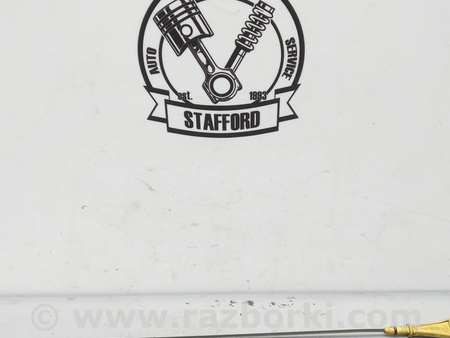 AUTO
SERVICE
est. 1993
STAFFORD
© www.razborki.com